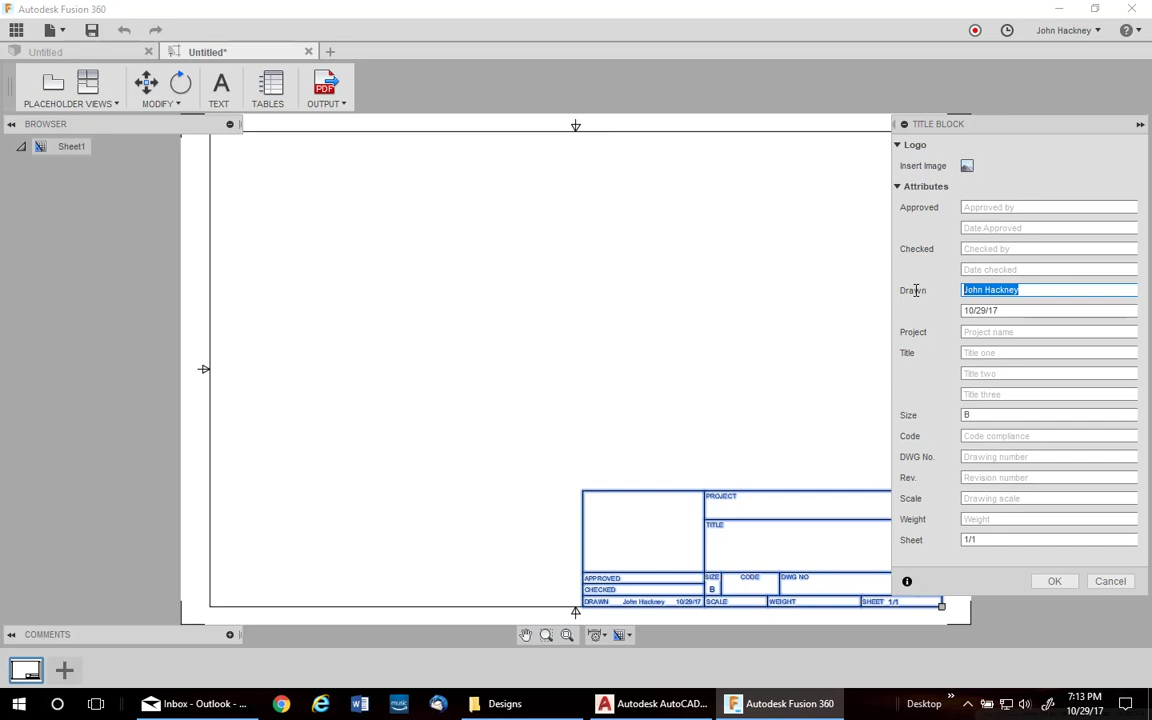 Autodesk Fusion 360
John Hackney
Untitled
Untitled*
PLACEHOLDER VIEWS
MODIFY
TEXT
TABLES
PDF
OUTPUT
BROWSER
Sheet1
TITLE BLOCK
Logo
Insert Image
Attributes
Approved
Approved by
Date Approved
Checked
Checked by
Date checked
Drawn
John Hackney
10/29/17
Project
Project name
Title
Title one
Title two
Title three
Size
B
Code
Code compliance
DWG No.
Drawing number
Rev.
Revision number
Scale
Drawing scale
Weight
Weight
Sheet
1/1
OK
Cancel
PROJECT
TITLE
APPROVED
SIZE
CODE
DWG NO
CHECKED
B
DRAWN John Hackney 10/29/17
SCALE
WEIGHT
SHEET 1/1
COMMENTS
Inbox - Outlook - ...
Designs
Autodesk AutoCAD...
Autodesk Fusion 360
Desktop
7:13 PM
10/29/17